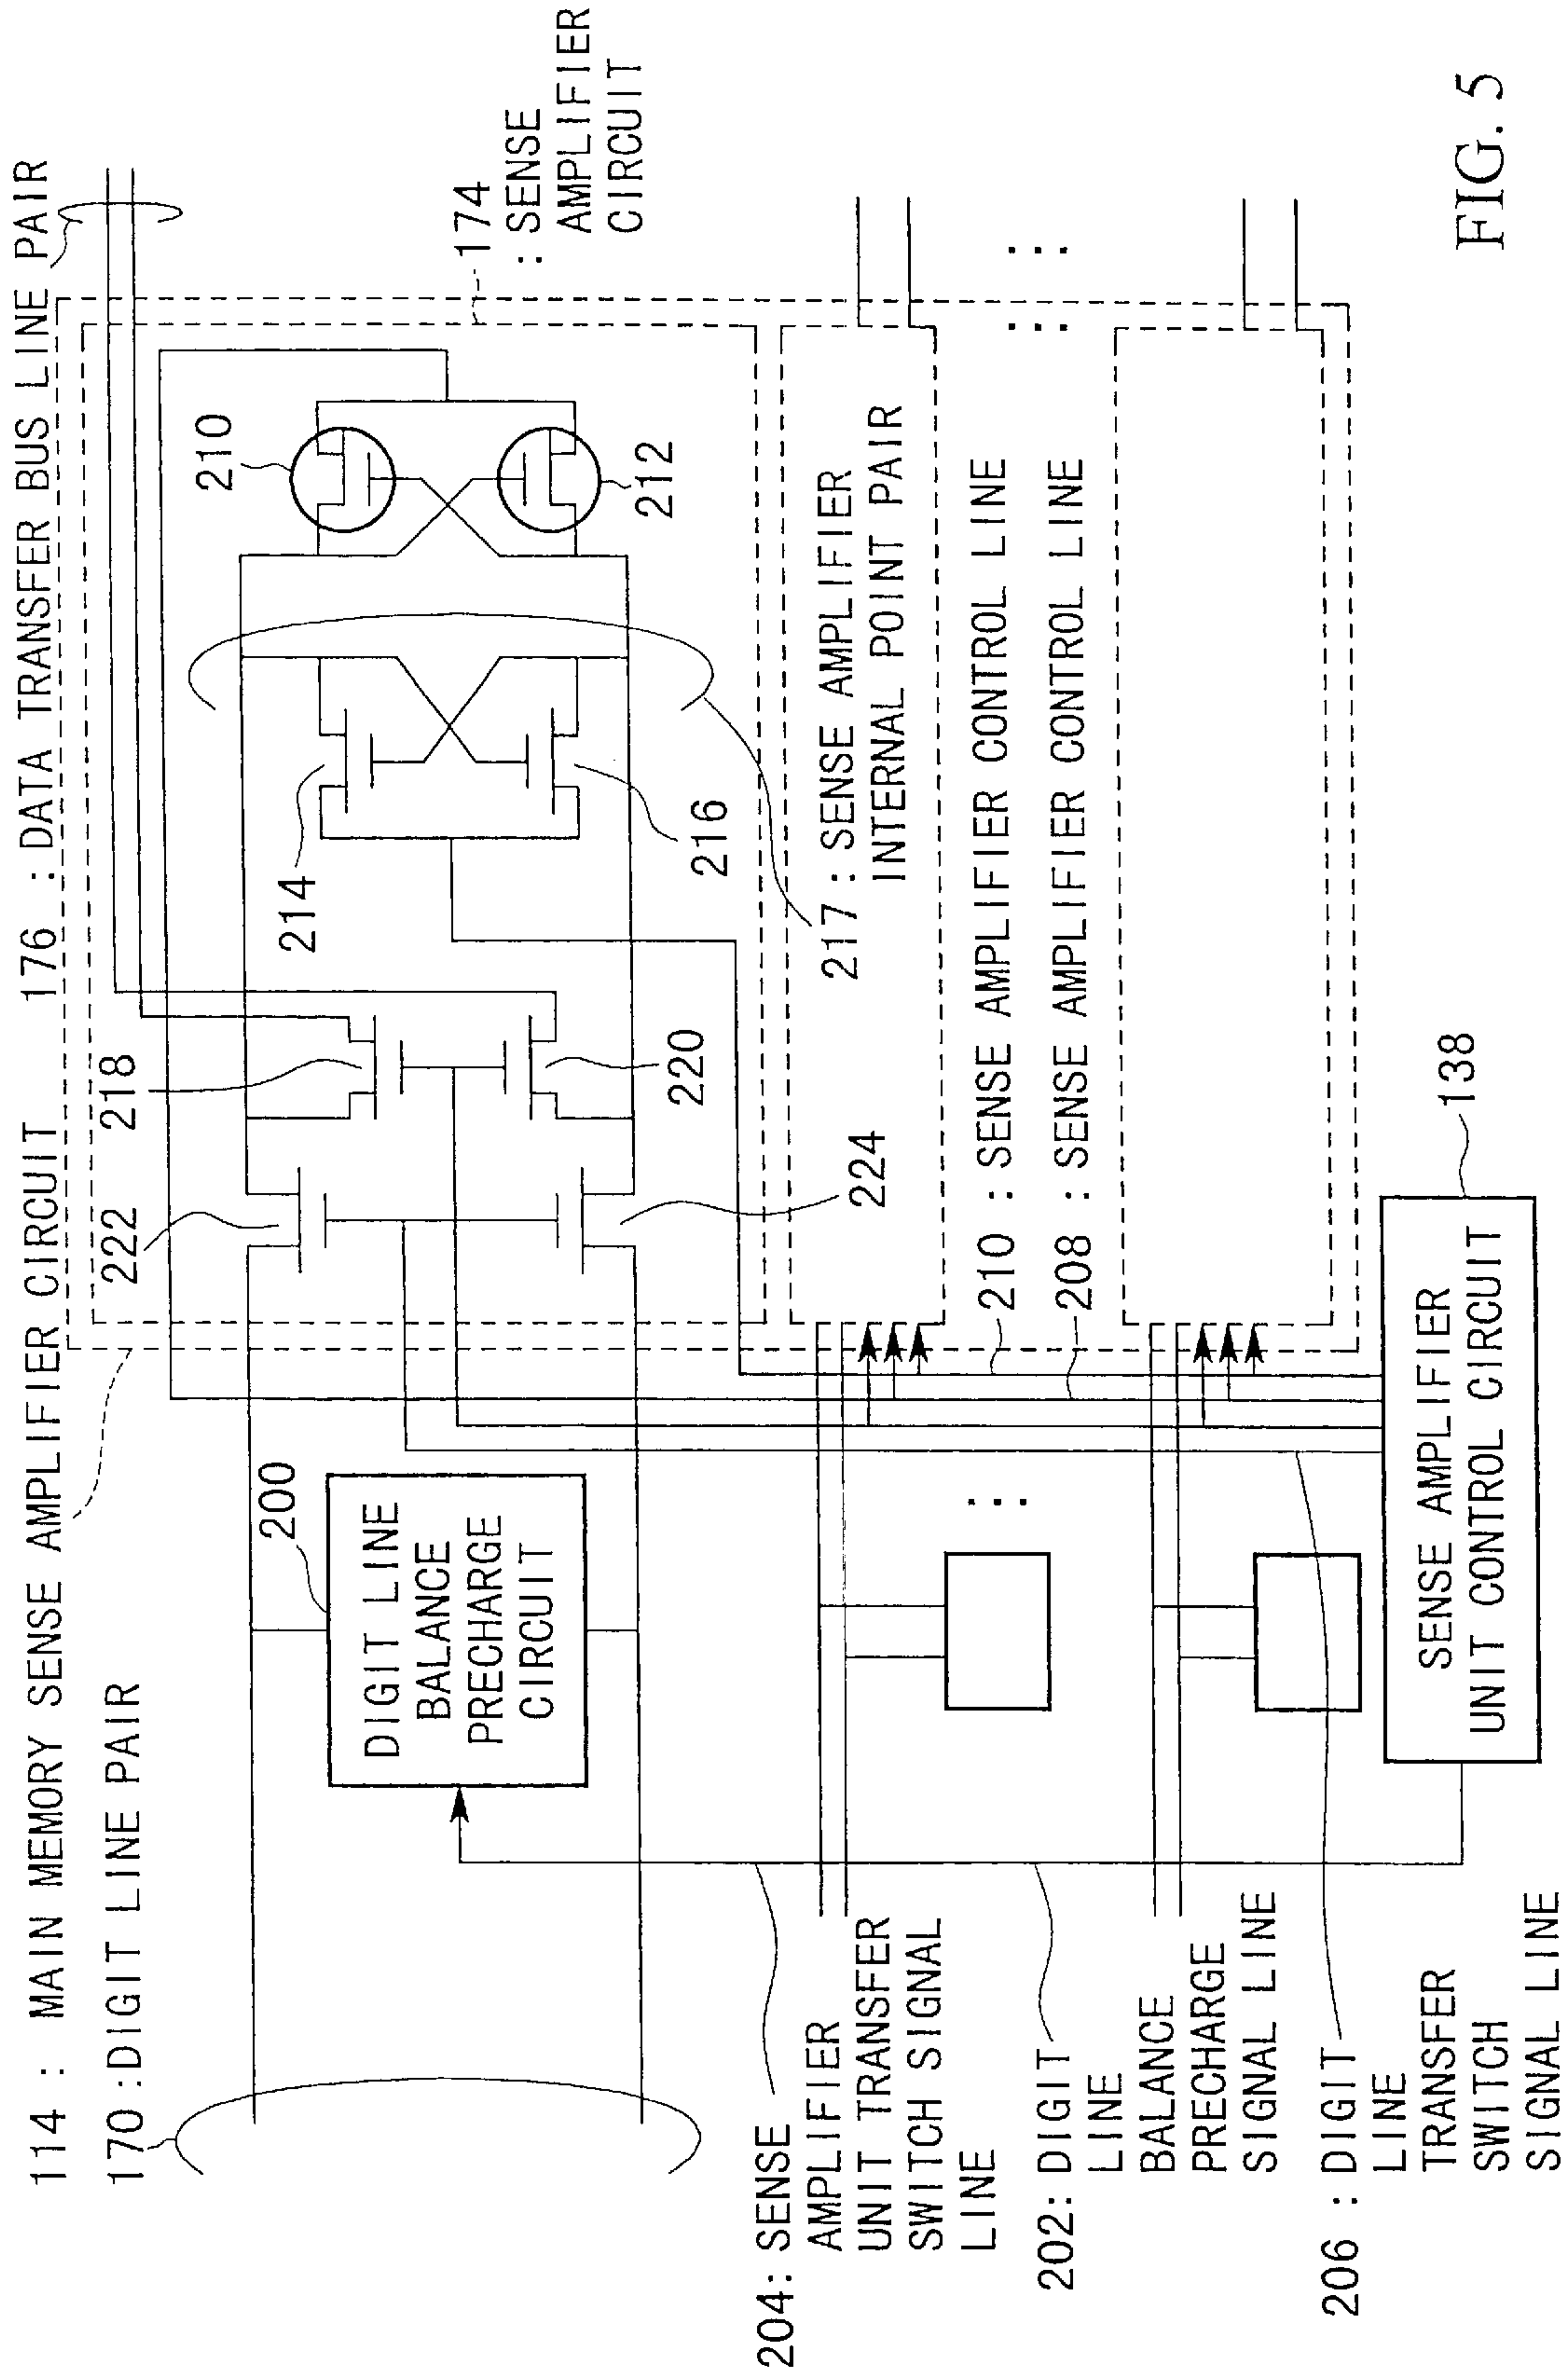 114 : MAIN MEMORY SENSE AMPLIFIER CIRCUIT
176 : DATA TRANSFER BUS LINE PAIR
170 : DIGIT LINE PAIR
222
218
210
200
DIGIT LINE
BALANCE
PRECHARGE
CIRCUIT
214
216
212
220
224
174
: SENSE
AMPLIFIER
CIRCUIT
217 : SENSE AMPLIFIER
INTERNAL POINT PAIR
204: SENSE
AMPLIFIER
UNIT TRANSFER
SWITCH SIGNAL
LINE
210 : SENSE AMPLIFIER CONTROL LINE
208 : SENSE AMPLIFIER CONTROL LINE
202: DIGIT
LINE
BALANCE
PRECHARGE
SIGNAL LINE
206 : DIGIT
LINE
TRANSFER
SWITCH
SIGNAL LINE
SENSE AMPLIFIER
UNIT CONTROL CIRCUIT
138
FIG. 5